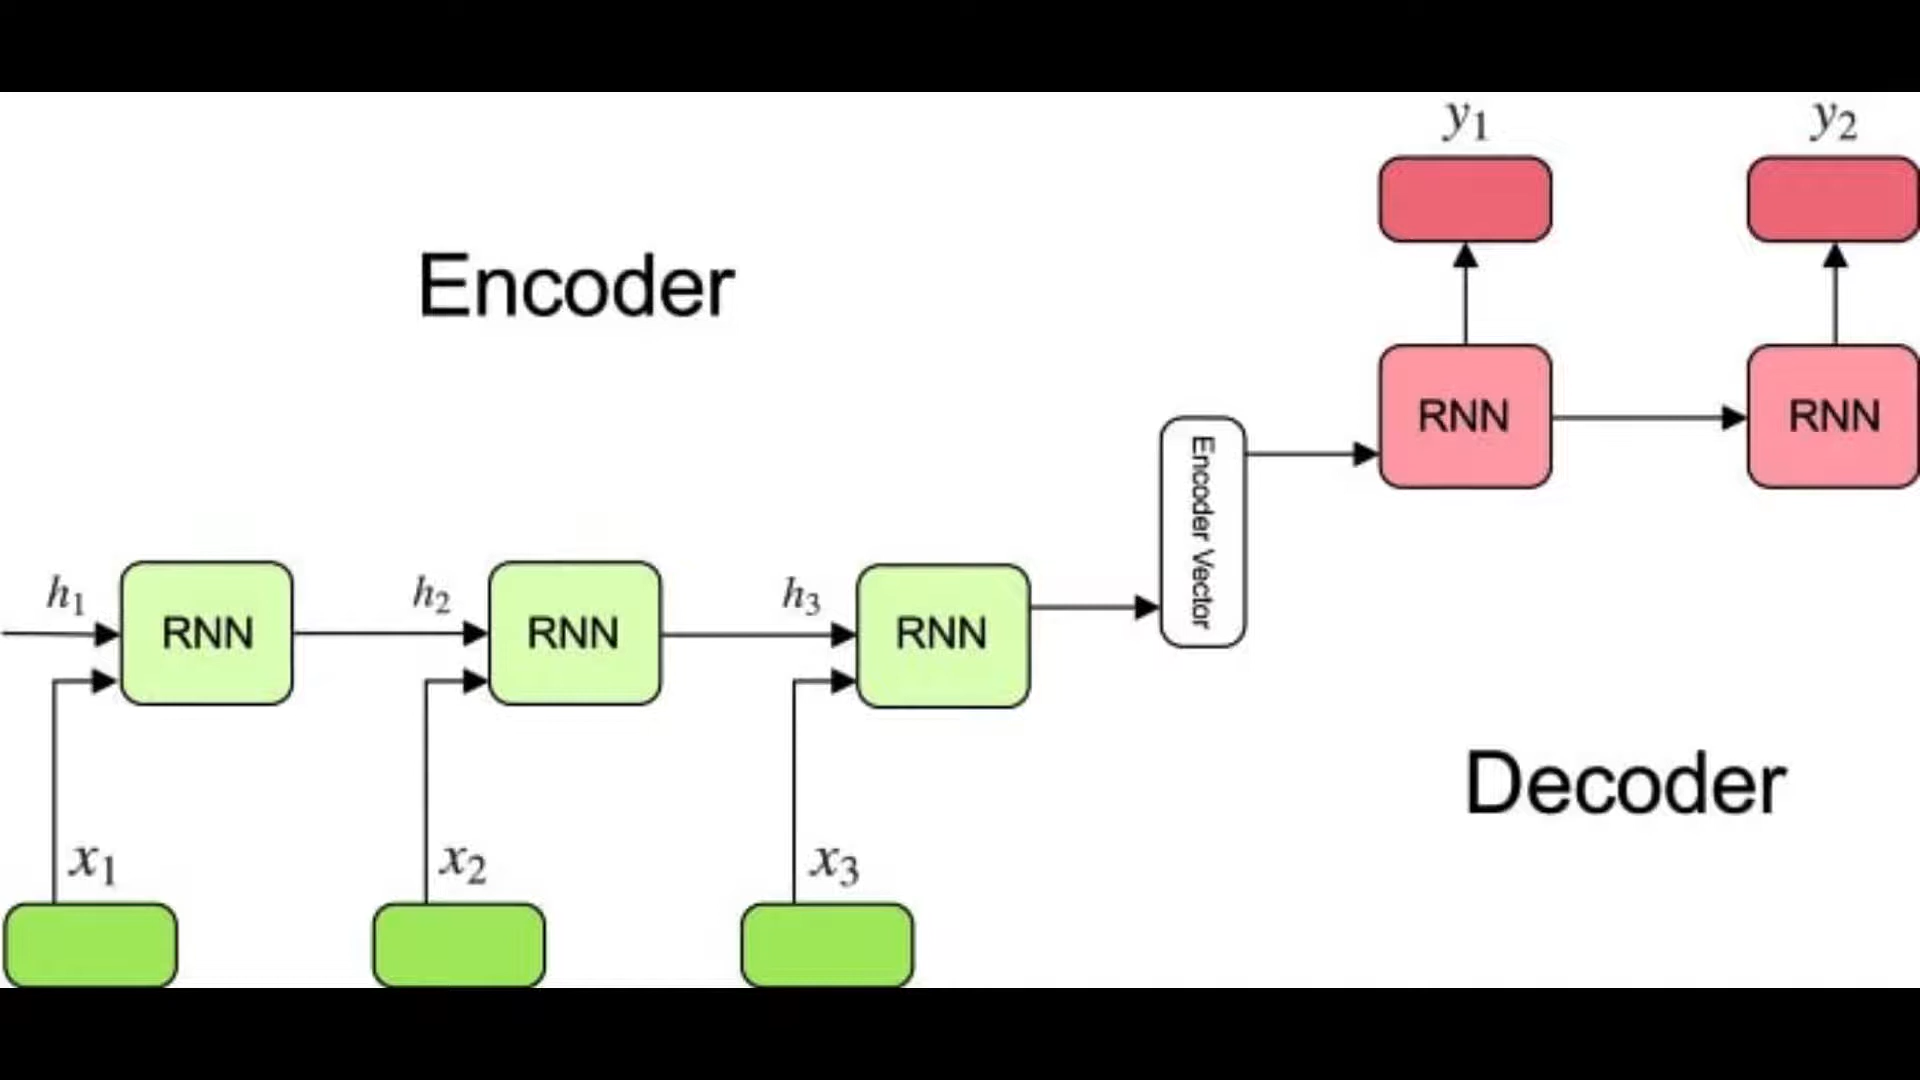 y1
y2
Encoder
RNN
RNN
Encoder Vector
h1
RNN
h2
RNN
h3
RNN
Decoder
x1
x2
x3